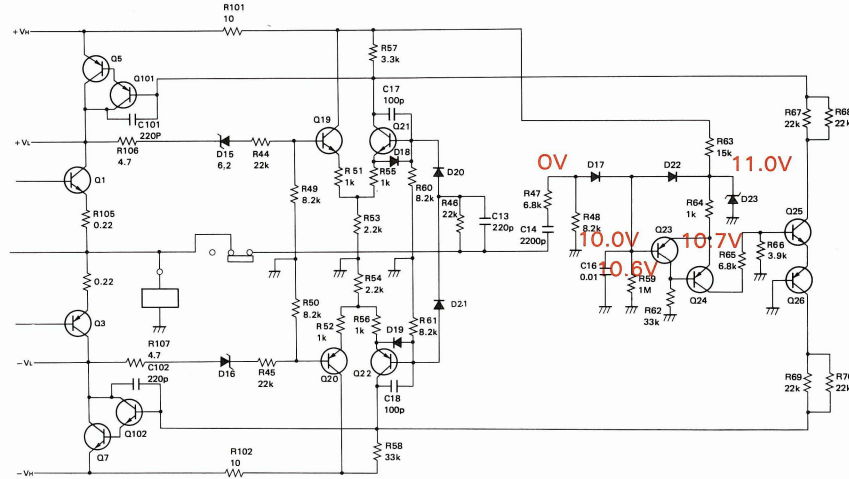 R101
10
+VH
R57
3.3k
Q5
Q101
C17
100p
C101
220P
Q19
Q21
R67
22k
R68
22k
+VL
R106
4.7
D15
6,2
R44
22k
D18
R63
15k
0V
D17
D22
11.0V
R51
1k
R55
1k
R60
8.2k
D20
Q1
R49
8.2k
R47
6.8k
D23
R46
22k
R64
1k
R105
0.22
R53
2.2k
C13
220p
C14
2200p
R48
8.2k
Q23
Q25
10.0V
10.7V
R66
3.9k
R65
6.8k
C16
0.01
10.6V
R59
1M
0.22
R54
2.2k
Q24
Q26
R50
8.2k
D21
R62
33k
Q3
R52
1k
R56
1k
D19
R61
8.2k
R107
4.7
-VL
C102
220p
D16
R45
22k
Q20
Q22
R69
22k
R70
22k
C18
100p
Q102
Q7
R102
10
R58
33k
-VH